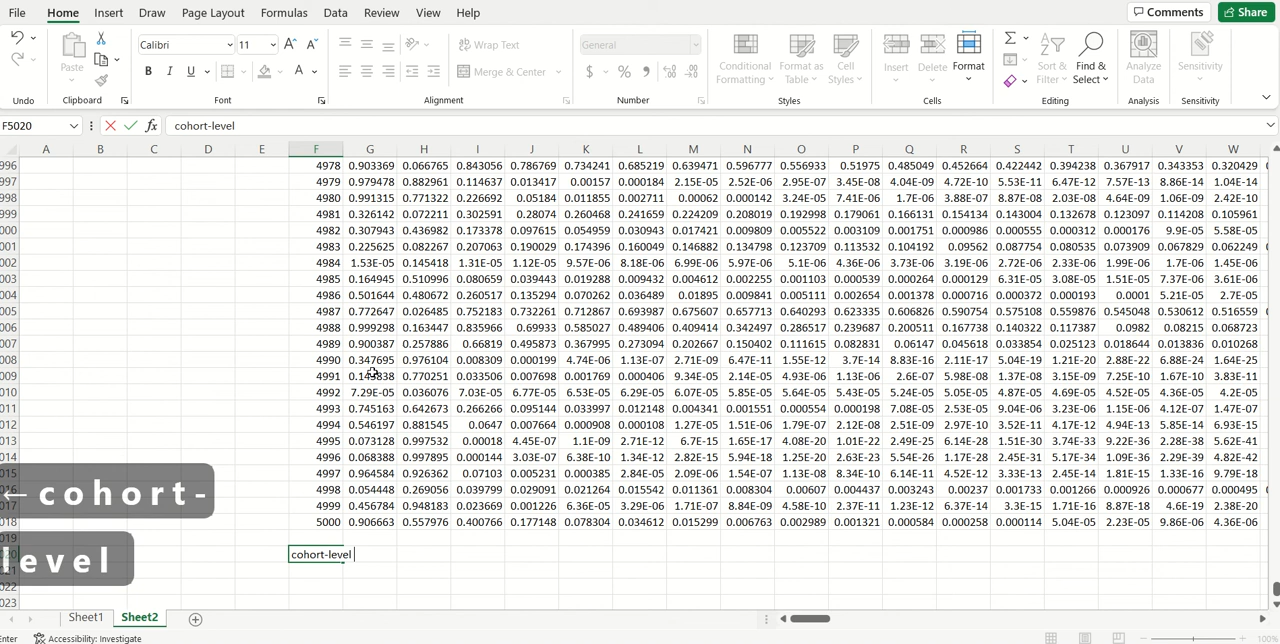 File Home Insert Draw Page Layout Formulas Data Review View Help Comments Share
Calibri 11 Wrap Text General
Paste Merge & Center Conditional Formatting Format as Table Cell Styles Insert Delete Format Sort & Filter Find & Select Analyze Data Sensitivity
Undo Clipboard Font Alignment Number Styles Cells Editing Analysis Sensitivity
F5020 cohort-level
A B C D E F G H I J K L M N O P Q R S T U V W
996 4978 0.903369 0.066765 0.843056 0.786769 0.734241 0.685219 0.639471 0.596777 0.556933 0.51975 0.485049 0.452664 0.422442 0.394238 0.367917 0.343353 0.320429
997 4979 0.979478 0.882961 0.114637 0.013417 0.00157 0.000184 2.15E-05 2.52E-06 2.95E-07 3.45E-08 4.04E-09 4.72E-10 5.53E-11 6.47E-12 7.57E-13 8.86E-14 1.04E-14
998 4980 0.991315 0.771322 0.226692 0.05184 0.011855 0.002711 0.00062 0.000142 3.24E-05 7.41E-06 1.7E-06 3.88E-07 8.87E-08 2.03E-08 4.64E-09 1.06E-09 2.42E-10
999 4981 0.326142 0.072211 0.302591 0.28074 0.260468 0.241659 0.224209 0.208019 0.192998 0.179061 0.166131 0.154134 0.143004 0.132678 0.123097 0.114208 0.105961
000 4982 0.307943 0.436982 0.173378 0.097615 0.054959 0.030943 0.017421 0.009809 0.005522 0.003109 0.001751 0.000986 0.000555 0.000312 0.000176 9.9E-05 5.58E-05
001 4983 0.225625 0.082267 0.207063 0.190029 0.174396 0.160049 0.146882 0.134798 0.123709 0.113532 0.104192 0.09562 0.087754 0.080535 0.073909 0.067829 0.062249
002 4984 1.53E-05 0.145418 1.31E-05 1.12E-05 9.57E-06 8.18E-06 6.99E-06 5.97E-06 5.1E-06 4.36E-06 3.73E-06 3.19E-06 2.72E-06 2.33E-06 1.99E-06 1.7E-06 1.45E-06
003 4985 0.164945 0.510996 0.080659 0.039443 0.019288 0.009432 0.004612 0.002255 0.001103 0.000539 0.000264 0.000129 6.31E-05 3.08E-05 1.51E-05 7.37E-06 3.61E-06
004 4986 0.501644 0.480672 0.260517 0.135294 0.070262 0.036489 0.01895 0.009841 0.005111 0.002654 0.001378 0.000716 0.000372 0.000193 0.0001 5.21E-05 2.7E-05
005 4987 0.772647 0.026485 0.752183 0.732261 0.712867 0.693987 0.675607 0.657713 0.640293 0.623335 0.606826 0.590754 0.575108 0.559876 0.545048 0.530612 0.516559
006 4988 0.999298 0.163447 0.835966 0.69933 0.585027 0.489406 0.409414 0.342497 0.286517 0.239687 0.200511 0.167738 0.140322 0.117387 0.0982 0.08215 0.068723
007 4989 0.900387 0.257886 0.66819 0.495873 0.367995 0.273094 0.202667 0.150402 0.111615 0.082831 0.06147 0.045618 0.033854 0.025123 0.018644 0.013836 0.010268
008 4990 0.347695 0.976104 0.008309 0.000199 4.74E-06 1.13E-07 2.71E-09 6.47E-11 1.55E-12 3.7E-14 8.83E-16 2.11E-17 5.04E-19 1.21E-20 2.88E-22 6.88E-24 1.64E-25
009 4991 0.770251 0.033506 0.007698 0.001769 0.000406 9.34E-05 2.14E-05 4.93E-06 1.13E-06 2.6E-07 5.98E-08 1.37E-08 3.15E-09 7.25E-10 1.67E-10 3.83E-11
010 4992 7.29E-05 0.036076 7.03E-05 6.77E-05 6.53E-05 6.29E-05 6.07E-05 5.85E-05 5.64E-05 5.43E-05 5.24E-05 5.05E-05 4.87E-05 4.69E-05 4.52E-05 4.36E-05 4.2E-05
011 4993 0.745163 0.642673 0.266266 0.095144 0.033997 0.012148 0.004341 0.001551 0.000554 0.000198 7.08E-05 2.53E-05 9.04E-06 3.23E-06 1.15E-06 4.12E-07 1.47E-07
012 4994 0.546197 0.881545 0.0647 0.007664 0.000908 0.000108 1.27E-05 1.51E-06 1.79E-07 2.12E-08 2.51E-09 2.97E-10 3.52E-11 4.17E-12 4.94E-13 5.85E-14 6.93E-15
013 4995 0.073128 0.997532 0.00018 4.45E-07 1.1E-09 2.71E-12 6.7E-15 1.65E-17 4.08E-20 1.01E-22 2.49E-25 6.14E-28 1.51E-30 3.74E-33 9.22E-36 2.28E-38 5.62E-41
014 4996 0.068388 0.997895 0.000144 3.03E-07 6.38E-10 1.34E-12 2.82E-15 5.94E-18 1.25E-20 2.63E-23 5.54E-26 1.17E-28 2.45E-31 5.17E-34 1.09E-36 2.29E-39 4.82E-42
015 4997 0.964584 0.926362 0.07103 0.005231 0.000385 2.84E-05 2.09E-06 1.54E-07 1.13E-08 8.34E-10 6.14E-11 4.52E-12 3.33E-13 2.45E-14 1.81E-15 1.33E-16 9.79E-18
4998 0.054448 0.269056 0.039799 0.029091 0.021264 0.015542 0.011361 0.008304 0.00607 0.004437 0.003243 0.00237 0.001733 0.001266 0.000926 0.000677 0.000495
017 4999 0.456784 0.948183 0.023669 0.001226 6.36E-05 3.29E-06 1.71E-07 8.84E-09 4.58E-10 2.37E-11 1.23E-12 6.37E-14 3.3E-15 1.71E-16 8.87E-18 4.6E-19 2.38E-20
018 5000 0.906663 0.557976 0.400766 0.177148 0.078304 0.034612 0.015299 0.006763 0.002989 0.001321 0.000584 0.000258 0.000114 5.04E-05 2.23E-05 9.86E-06 4.36E-06
019
cohort-level
022
023
← cohort-
level
Sheet1 Sheet2
Enter Accessibility: Investigate 100%